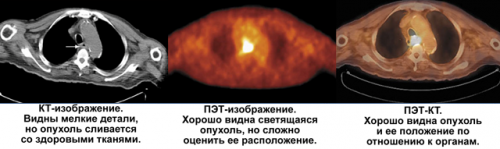 КТ-изображение.
Видны мелкие детали,
но опухоль сливается
со здоровыми тканями.
ПЭТ-изображение.
Хорошо видна светящаяся
опухоль, но сложно
оценить ее расположение.
ПЭТ-КТ.
Хорошо видна опухоль
и ее положение по
отношению к органам.